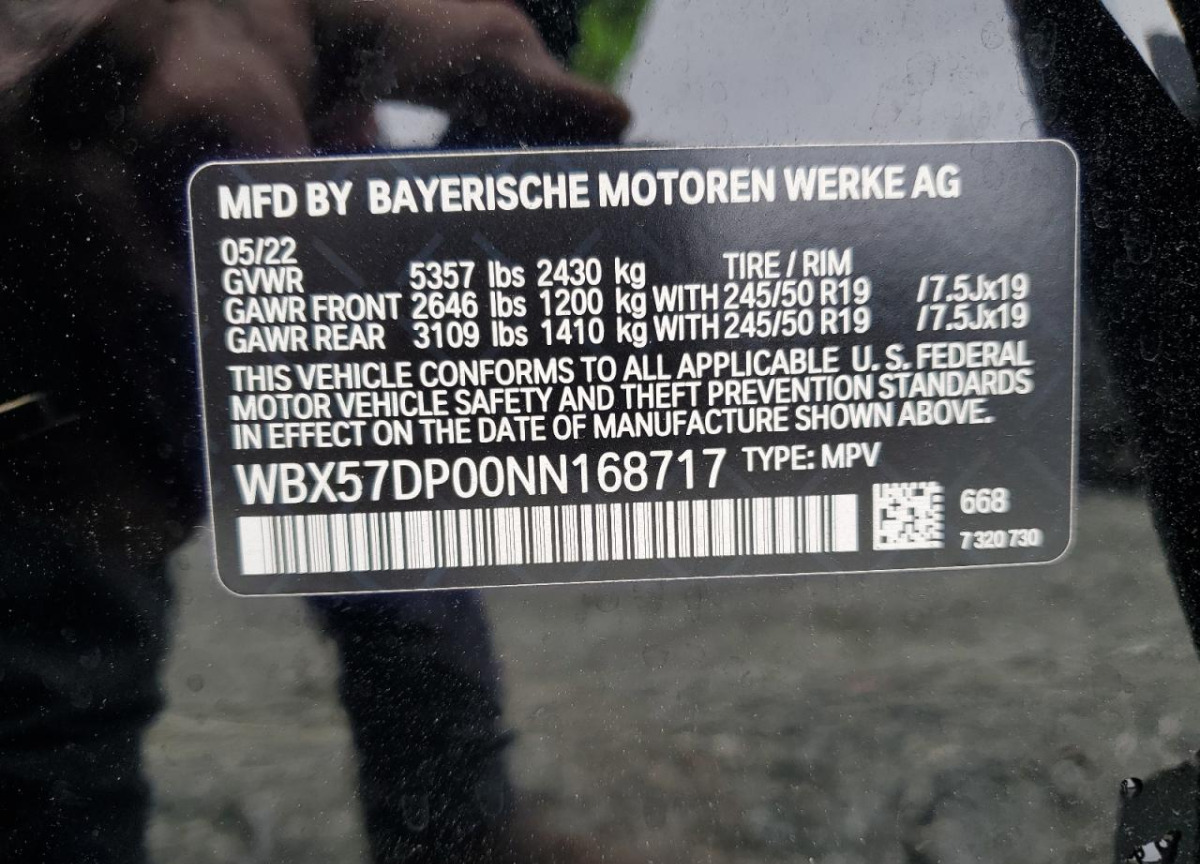 MFD BY BAYERISCHE MOTOREN WERKE AG
05/22
TIRE / RIM
GVWR 5357 lbs 2430 kg
GAWR FRONT 2646 lbs 1200 kg WITH 245/50 R19 /7.5Jx19
GAWR REAR 3109 lbs 1410 kg WITH 245/50 R19 /7.5Jx19
THIS VEHICLE CONFORMS TO ALL APPLICABLE U. S. FEDERAL
MOTOR VEHICLE SAFETY AND THEFT PREVENTION STANDARDS
IN EFFECT ON THE DATE OF MANUFACTURE SHOWN ABOVE.
WBX57DP00NN168717 TYPE: MPV
668
7 320 730